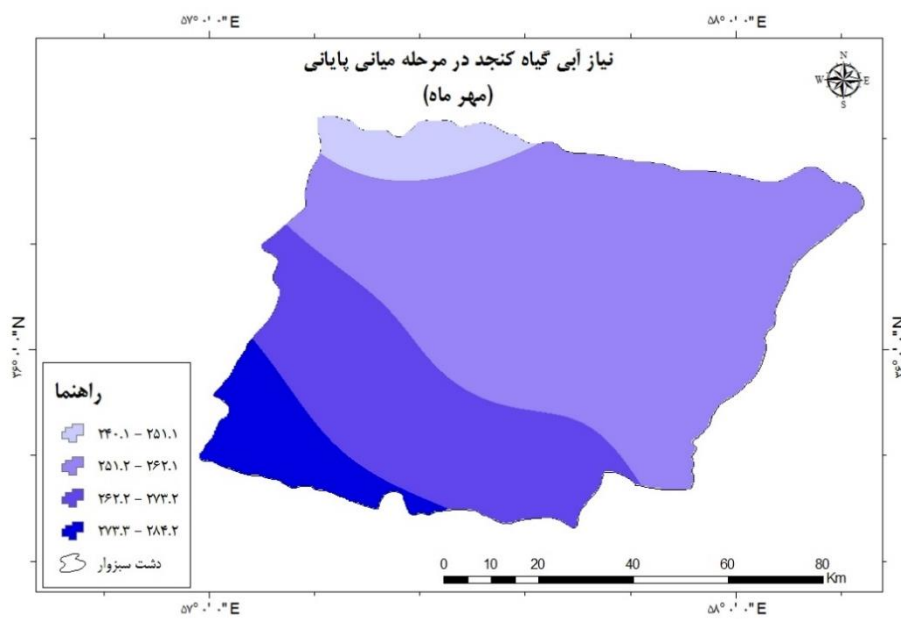 ۵۷°۰'۰"E ۵۸°۰'۰"E
نیاز آبی گیاه کنجد در مرحله میانی پایانی
(مهر ماه)
N
W E
S
۳۶°۰'۰"N ۳۶°۰'۰"N
راهنما
۲۴۰.۱ - ۲۵۱.۱
۲۵۱.۲ - ۲۶۲.۱
۲۶۲.۲ - ۲۷۳.۲
۲۷۳.۳ - ۲۸۴.۲
دشت سبزوار
0 10 20 40 60 80
Km
۵۷°۰'۰"E ۵۸°۰'۰"E